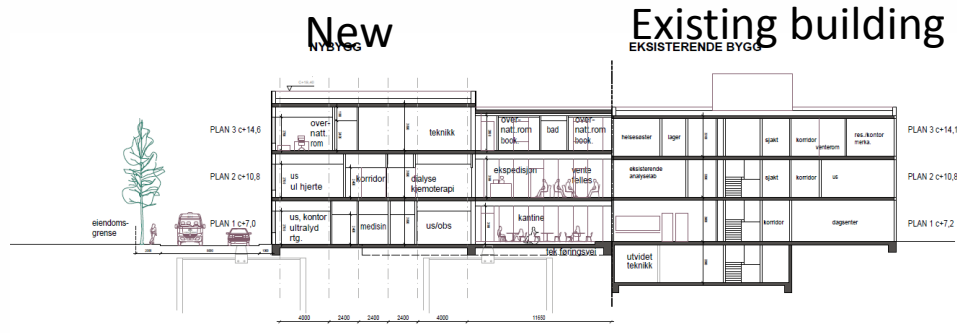 New
Existing building
NYBYGG
EKSISTERENDE BYGG
PLAN 3 c+14,6
over-
natt.
rom
teknikk
over-
natt.rom
book.
bad
over-
natt.rom
book.
helsesøster
lager
sjakt
korridor
venterom
res./kontor
merka.
PLAN 3 c+14,1
PLAN 2 c+10,8
us
ul hjerte
korridor
dialyse
kjemoterapi
ekspedisjon
vente
felles
eksisterende
analyselab
sjakt
korridor
us
PLAN 2 c+10,8
eiendoms-
grense
PLAN 1 c+7,0
us, kontor
ultralyd
rtg.
medisin
us/obs
kantine
korridor
dagsenter
PLAN 1 c+7,2
tek føringsvei
utvidet
teknikk
4000
2400
2400
2400
4000
11650